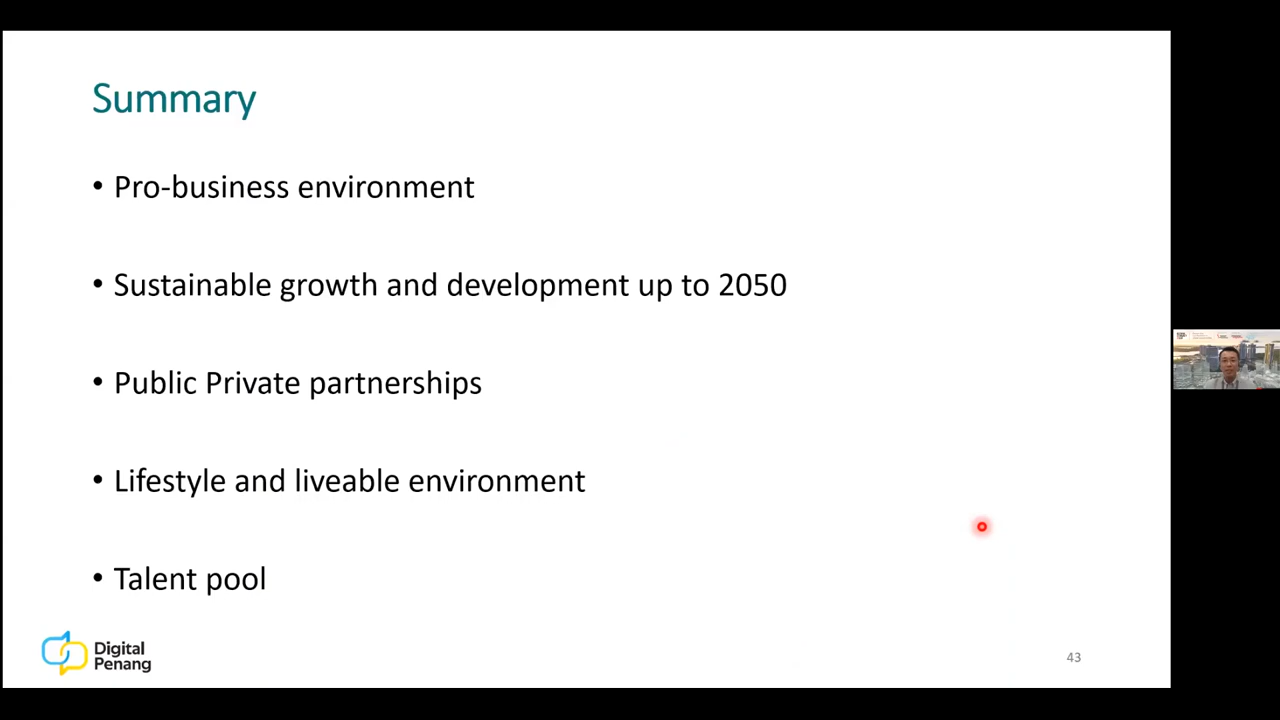 Summary
• Pro-business environment
• Sustainable growth and development up to 2050
• Public Private partnerships
• Lifestyle and liveable environment
• Talent pool
Digital
Penang
43